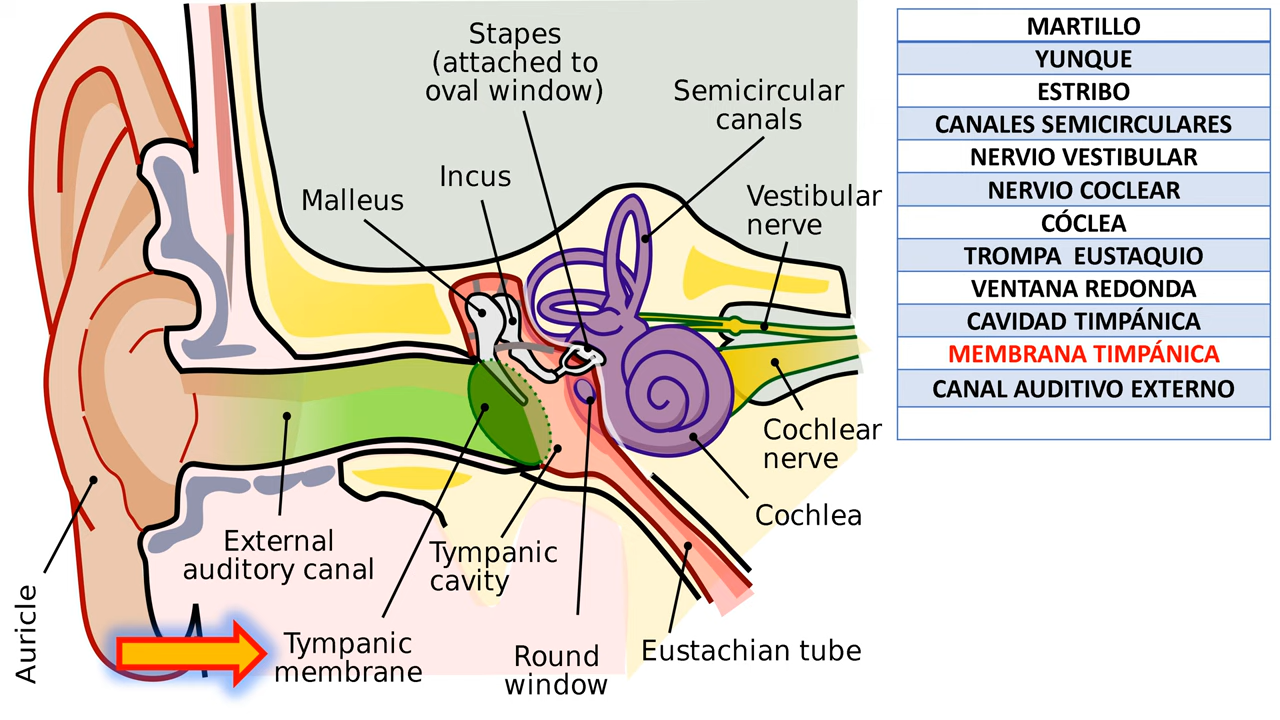 Stapes
(attached to
oval window)
Semicircular
canals
Incus
Malleus
Vestibular
nerve
Cochlear
nerve
Cochlea
External
auditory canal
Tympanic
cavity
Auricle
Tympanic
membrane
Round
window
Eustachian tube
MARTILLO
YUNQUE
ESTRIBO
CANALES SEMICIRCULARES
NERVIO VESTIBULAR
NERVIO COCLEAR
CÓCLEA
TROMPA EUSTAQUIO
VENTANA REDONDA
CAVIDAD TIMPÁNICA
MEMBRANA TIMPÁNICA
CANAL AUDITIVO EXTERNO